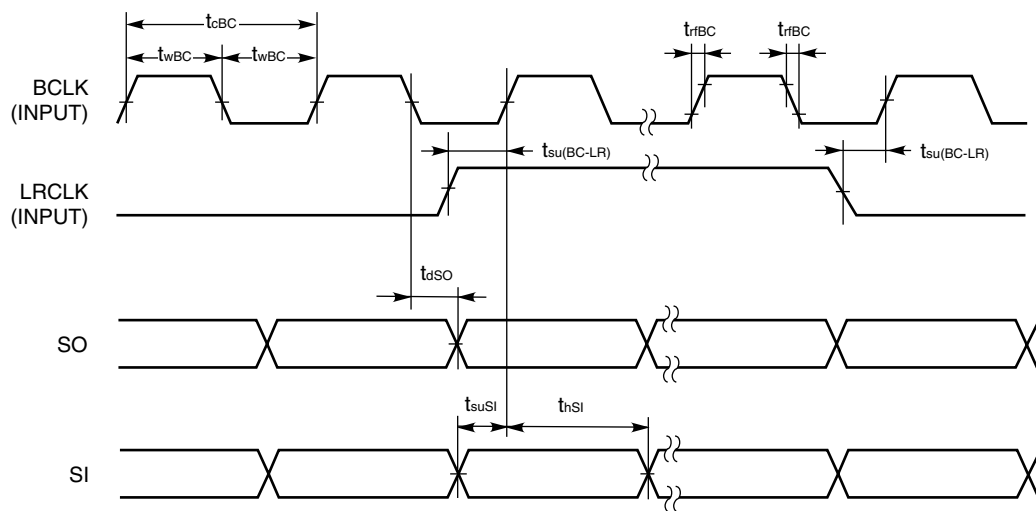 tcBC
twBC twBC
trfBC trfBC
BCLK
(INPUT)
tsu(BC-LR) tsu(BC-LR)
LRCLK
(INPUT)
tdSO
SO
tsuSI thSI
SI